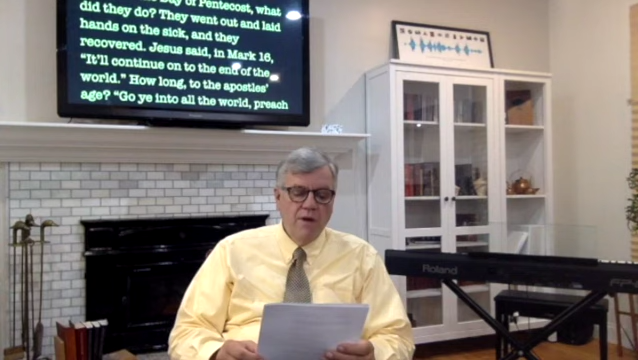 Day of Pentecost, what
did they do? They went out and laid
hands on the sick, and they
recovered. Jesus said, in Mark 16,
“It’ll continue on to the end of the
world.” How long, to the apostles’
age? “Go ye into all the world, preach
Roland